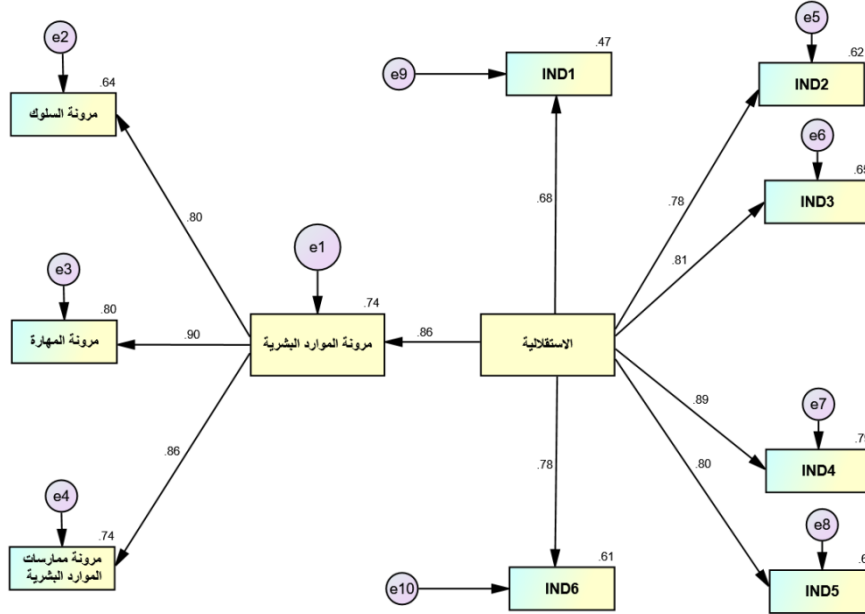 e2
.64
مرونة السلوك
.80
e3
.80
مرونة المهارة
.90
e4
.74
مرونة ممارسات
الموارد البشرية
.86
e1
.74
مرونة الموارد البشرية
.86
الاستقلالية
e9
.47
IND1
.68
e5
.62
IND2
.78
e6
.65
IND3
.81
e7
IND4
.89
e8
IND5
.80
e10
.61
IND6
.78